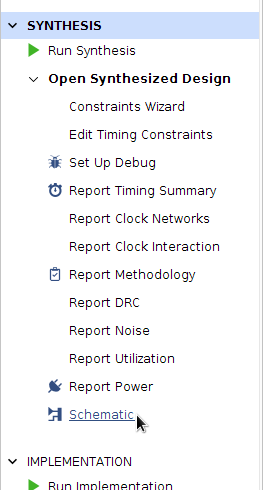 SYNTHESIS
Run Synthesis
Open Synthesized Design
Constraints Wizard
Edit Timing Constraints
Set Up Debug
Report Timing Summary
Report Clock Networks
Report Clock Interaction
Report Methodology
Report DRC
Report Noise
Report Utilization
Report Power
Schematic
IMPLEMENTATION
Run Implementation